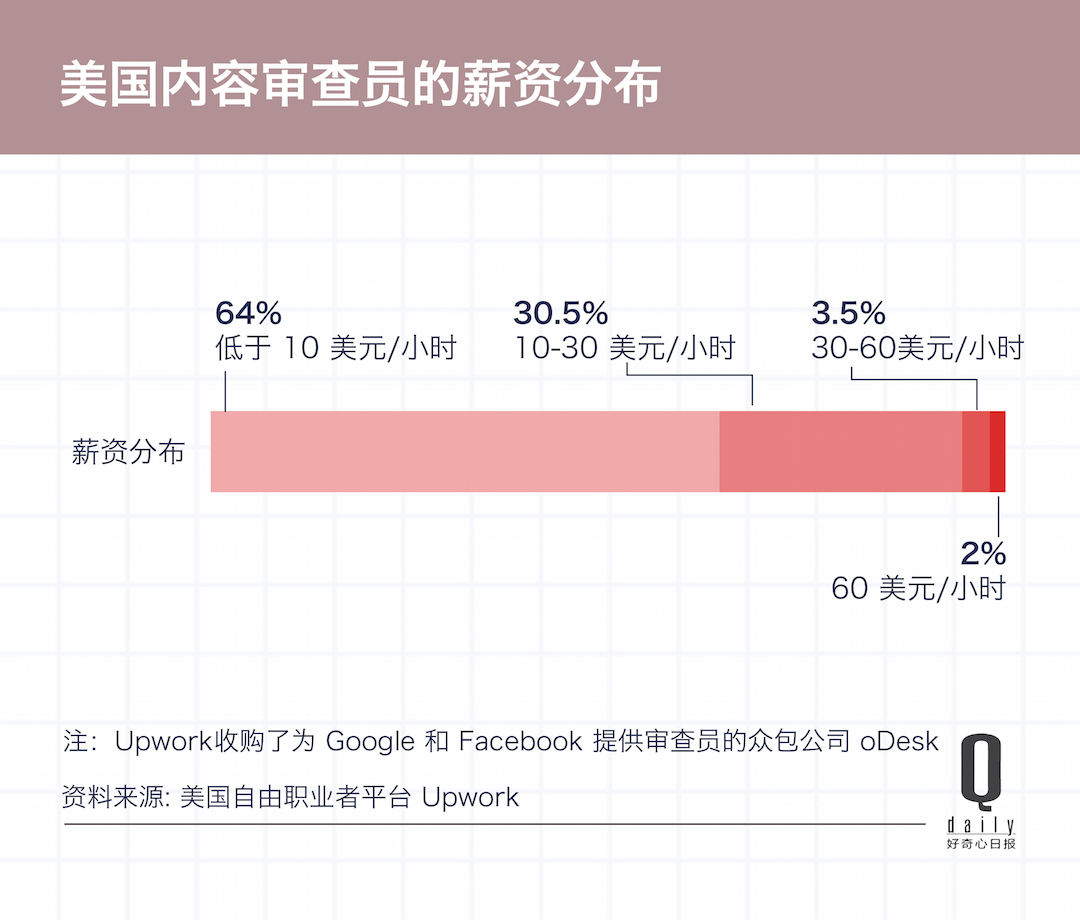 美国内容审查员的薪资分布
64%
低于 10 美元/小时
30.5%
10-30 美元/小时
3.5%
30-60美元/小时
薪资分布
2%
60 美元/小时
注：Upwork收购了为 Google 和 Facebook 提供审查员的众包公司 oDesk
资料来源: 美国自由职业者平台 Upwork
Q
daily
好奇心日报